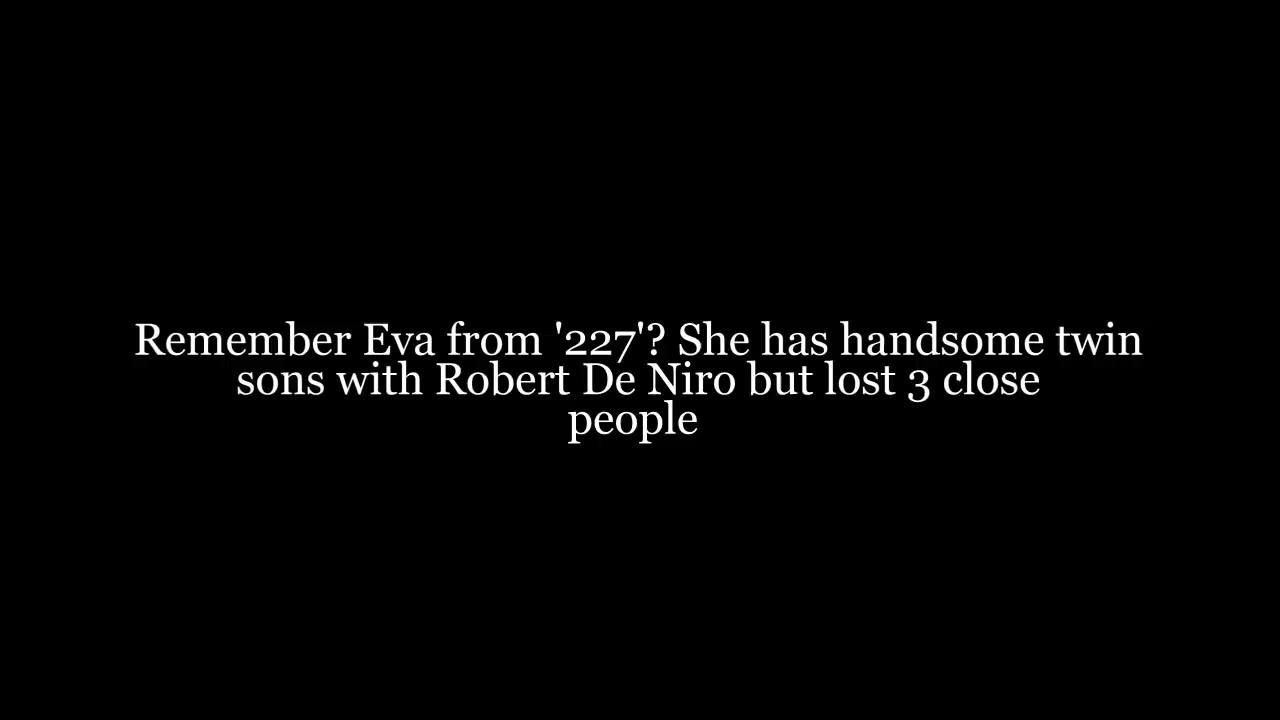 Remember Eva from '227'? She has handsome twin
sons with Robert De Niro but lost 3 close
people